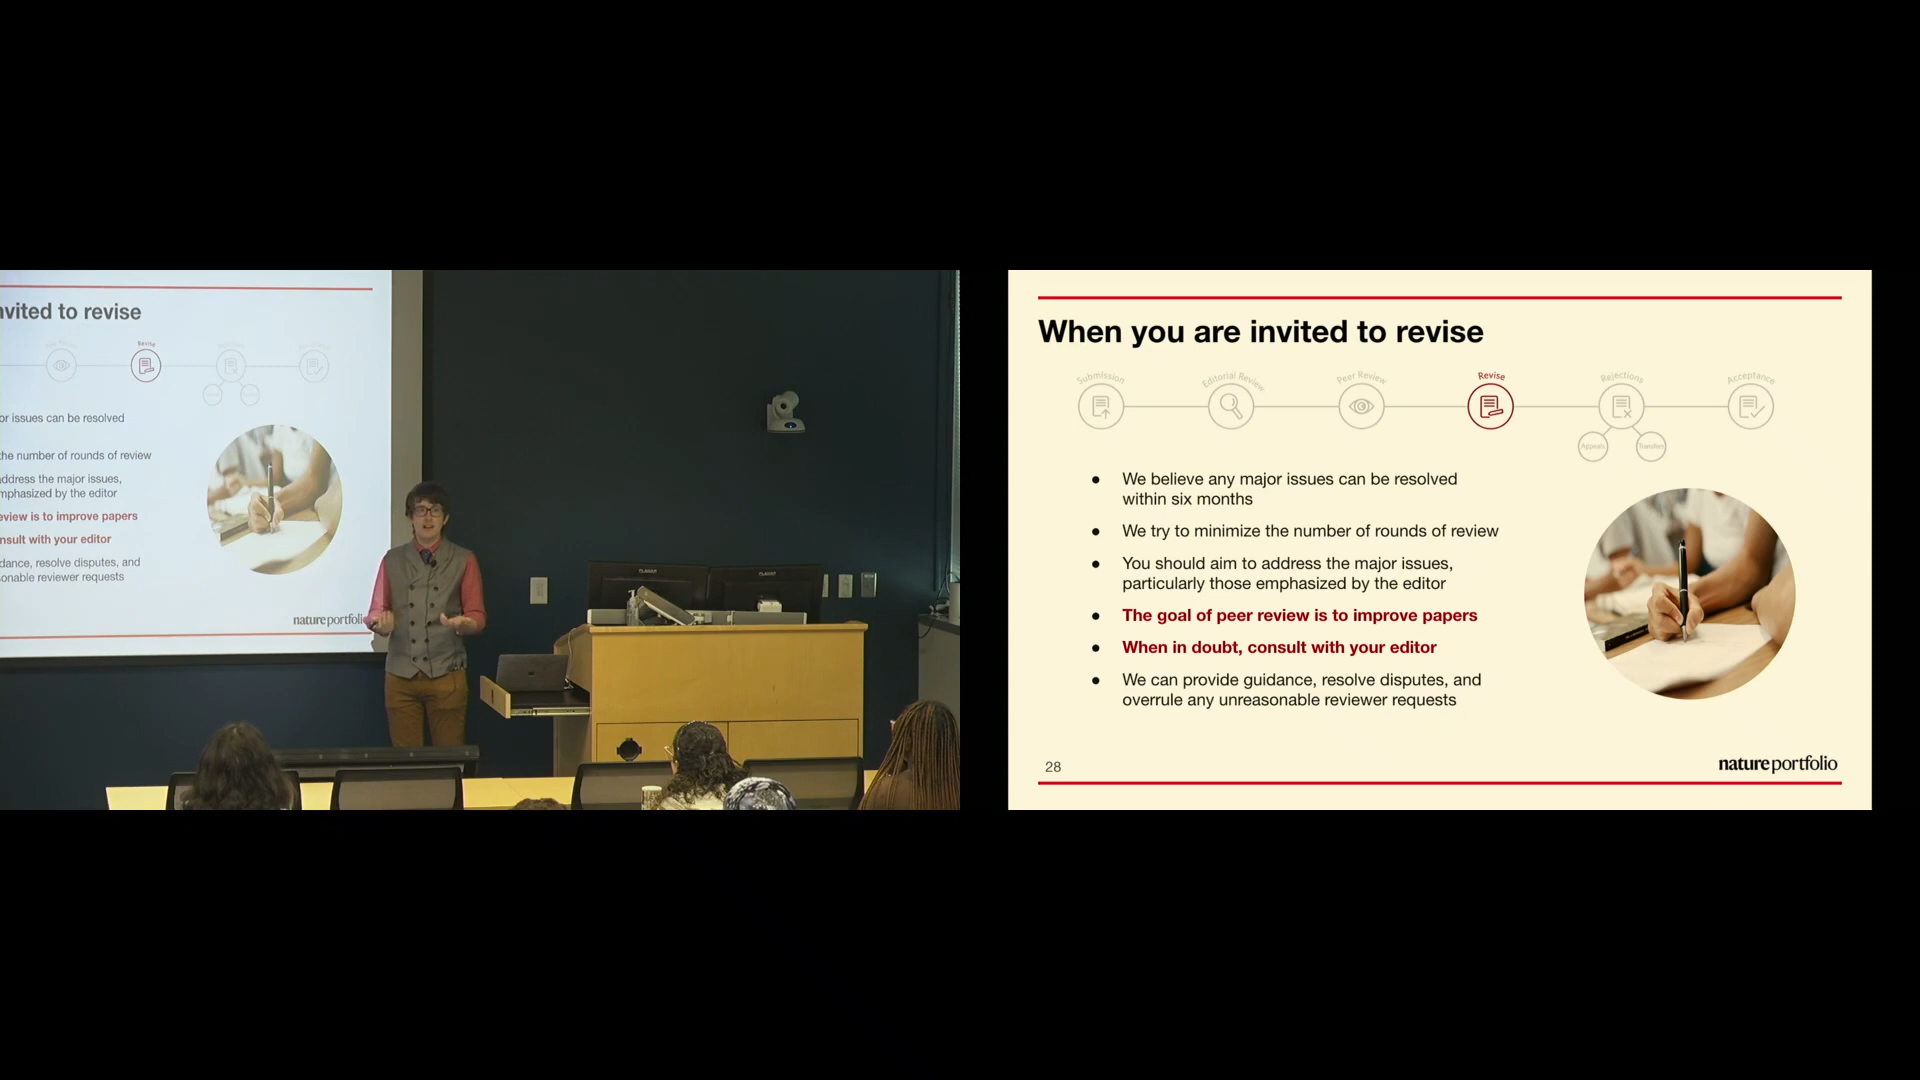 nvited to revise
Revise
or issues can be resolved
the number of rounds of review
ddress the major issues,
mphasized by the editor
eview is to improve papers
nsult with your editor
dance, resolve disputes, and
onable reviewer requests
nature portfolio
When you are invited to revise
Submission
Editorial Review
Peer Review
Revise
Rejections
Acceptance
Appeals
Transfers
We believe any major issues can be resolved
within six months
We try to minimize the number of rounds of review
You should aim to address the major issues,
particularly those emphasized by the editor
The goal of peer review is to improve papers
When in doubt, consult with your editor
We can provide guidance, resolve disputes, and
overrule any unreasonable reviewer requests
28
nature portfolio